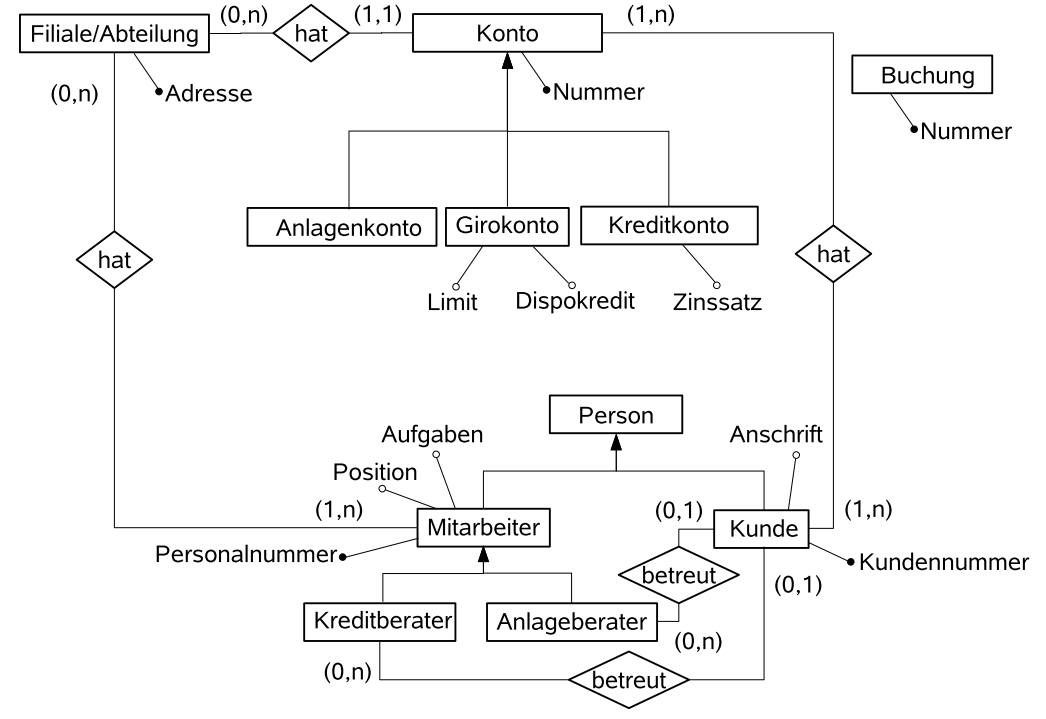 Filiale/Abteilung
(0,n)
hat
(1,1)
Konto
(1,n)
Buchung
(0,n)
Adresse
Nummer
Nummer
Anlagenkonto
Girokonto
Kreditkonto
hat
hat
Limit
Dispokredit
Zinssatz
Person
Aufgaben
Anschrift
Position
(1,n)
Mitarbeiter
(0,1)
Kunde
(1,n)
Personalnummer
betreut
Kundennummer
(0,1)
Kreditberater
Anlageberater
(0,n)
(0,n)
betreut